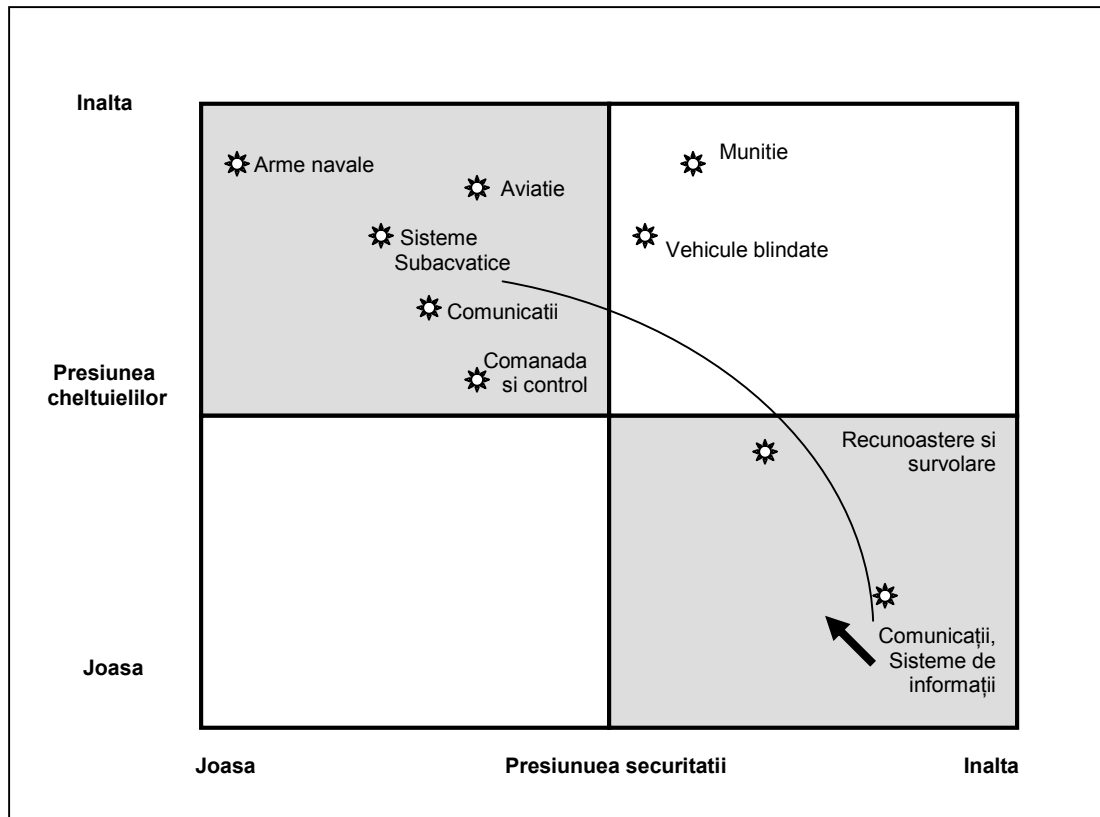 Inalta
Arme navale
Munitie
Aviatie
Sisteme
Subacvatice
Vehicule blindate
Comunicatii
Comanada
si control
Presiunea
cheltuielilor
Recunoastere si
survolare
Comunicații,
Sisteme de
informații
Joasa
Joasa
Presiunuea securitatii
Inalta